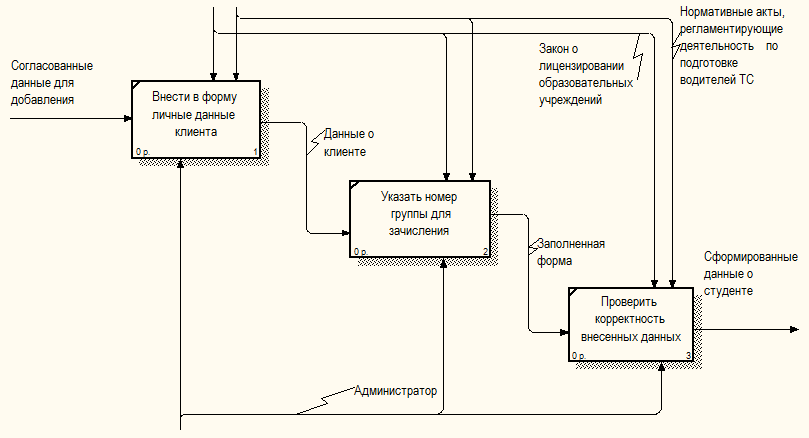 Согласованные
данные для
добавления
Внести в форму
личные данные
клиента
0 р.
1
Данные о
клиенте
Закон о
лицензировании
образовательных
учреждений
Нормативные акты,
регламентирующие
деятельность по
подготовке
водителей ТС
Указать номер
группы для
зачисления
0 р.
2
Заполненная
форма
Проверить
корректность
внесенных данных
0 р.
3
Сформированные
данные о
студенте
Администратор